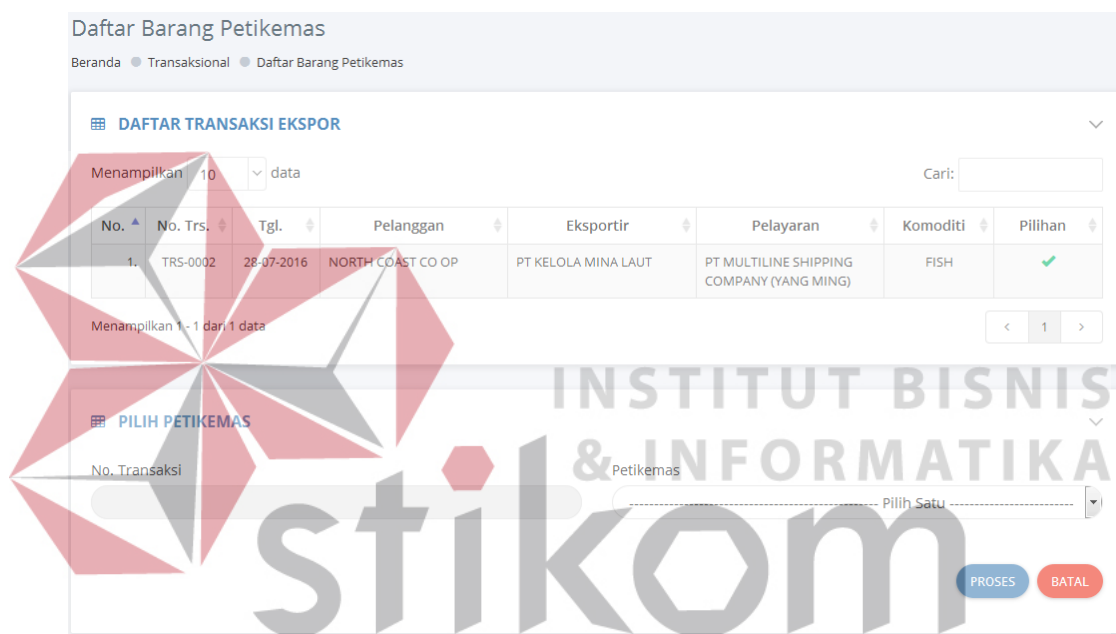 Daftar Barang Petikemas
Beranda Transaksional Daftar Barang Petikemas
DAFTAR TRANSAKSI EKSPOR
Menampilkan 10 data
Cari:
No. No. Trs. Tgl. Pelanggan Eksportir Pelayaran Komoditi Pilihan
1. TRS-0002 28-07-2016 NORTH COAST CO OP PT KELOLA MINA LAUT PT MULTILINE SHIPPING FISH
COMPANY (YANG MING)
Menampilkan 1 - 1 dari 1 data
< 1 >
INSTITUT BISNIS
PILIH PETIKEMAS
& INFORMATIKA
No. Transaksi Petikemas
Pilih Satu
stikom
PROSES BATAL